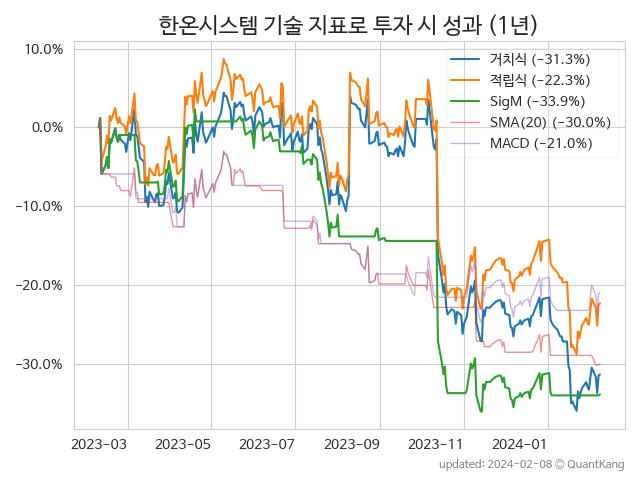 한온시스템 기술 지표로 투자 시 성과 (1년)
10.0%
0.0%
−10.0%
−20.0%
−30.0%
거치식 (−31.3%)
적립식 (−22.3%)
SigM (−33.9%)
SMA(20) (−30.0%)
MACD (−21.0%)
2023-03 2023-05 2023-07 2023-09 2023-11 2024-01
updated: 2024-02-08 © QuantKang